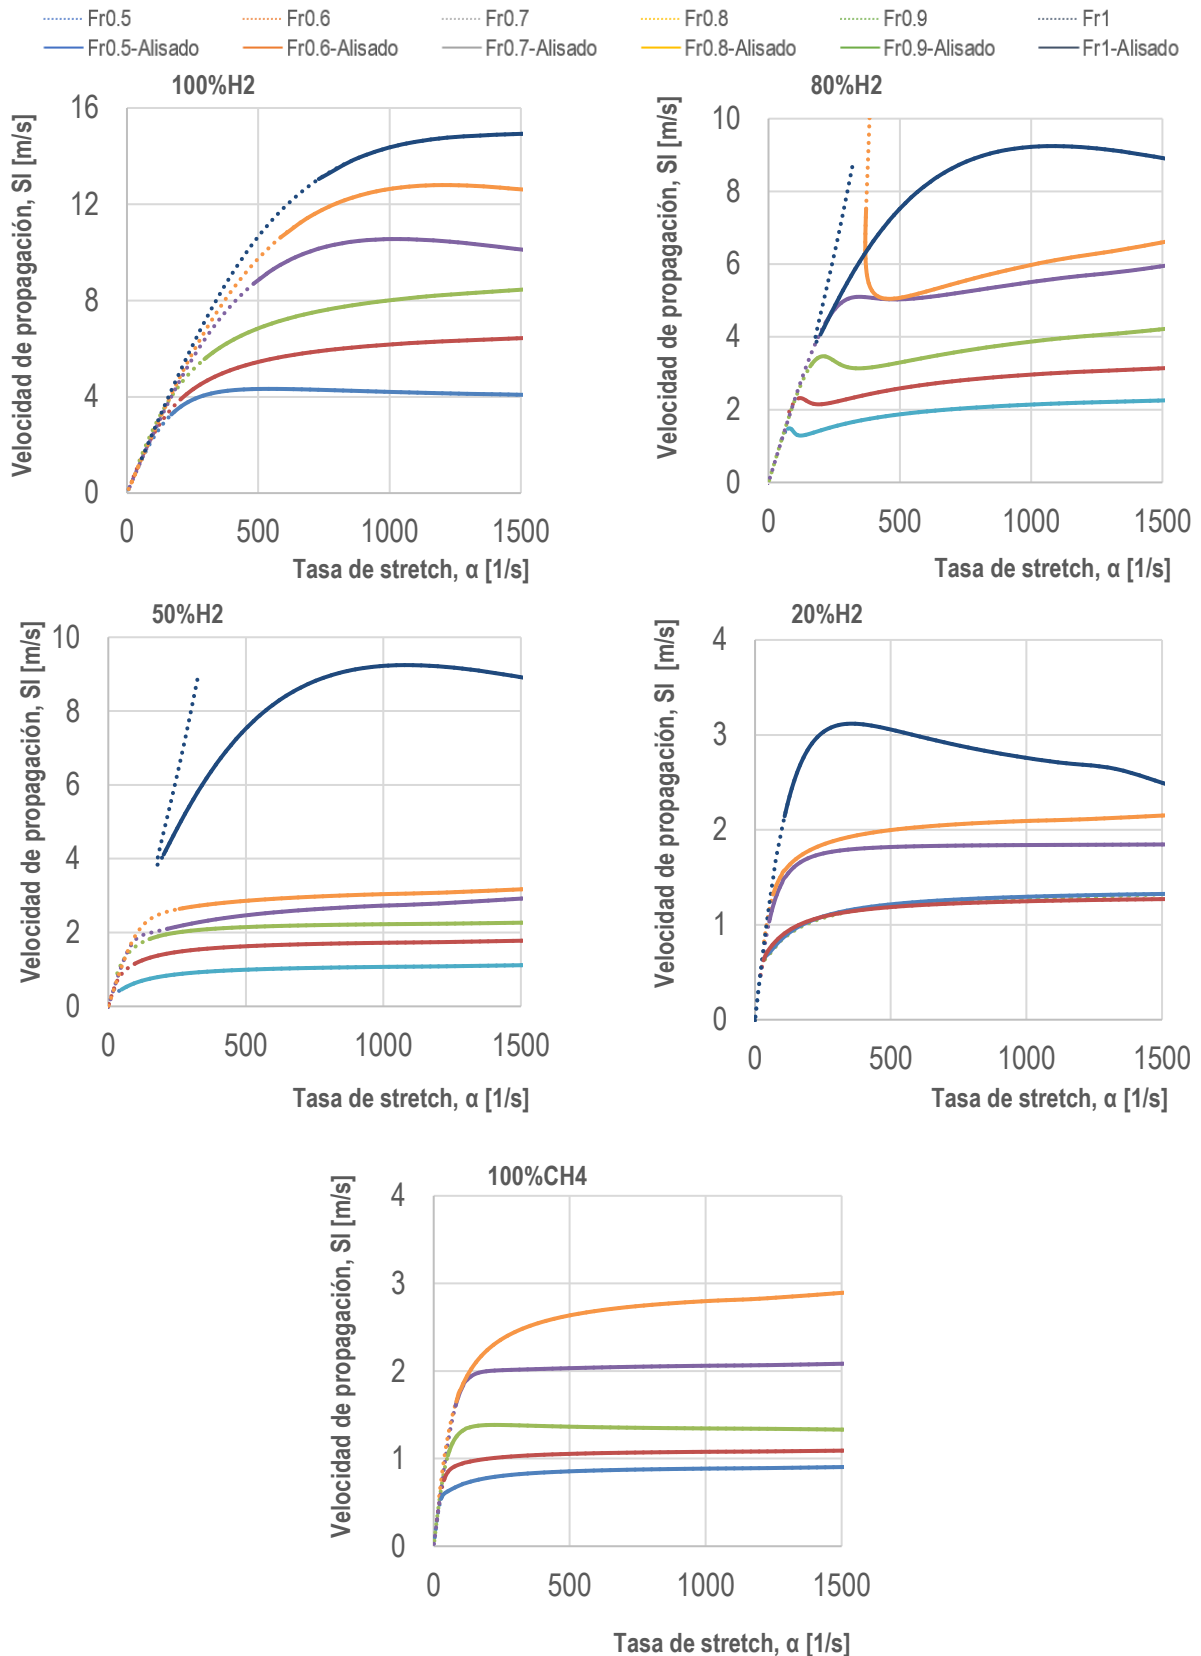 Fr0.5 Fr0.6 Fr0.7 Fr0.8 Fr0.9 Fr1
Fr0.5-Alisado Fr0.6-Alisado Fr0.7-Alisado Fr0.8-Alisado Fr0.9-Alisado Fr1-Alisado
100%H2
Velocidad de propagación, Sl [m/s]
16
12
8
4
0
0 500 1000 1500
Tasa de stretch, α [1/s]
80%H2
Velocidad de propagación, Sl [m/s]
10
8
6
4
2
0
0 500 1000 1500
Tasa de stretch, α [1/s]
50%H2
Velocidad de propagación, Sl [m/s]
10
8
6
4
2
0
0 500 1000 1500
Tasa de stretch, α [1/s]
20%H2
Velocidad de propagación, Sl [m/s]
4
3
2
1
0
0 500 1000 1500
Tasa de stretch, α [1/s]
100%CH4
Velocidad de propagación, Sl [m/s]
4
3
2
1
0
0 500 1000 1500
Tasa de stretch, α [1/s]